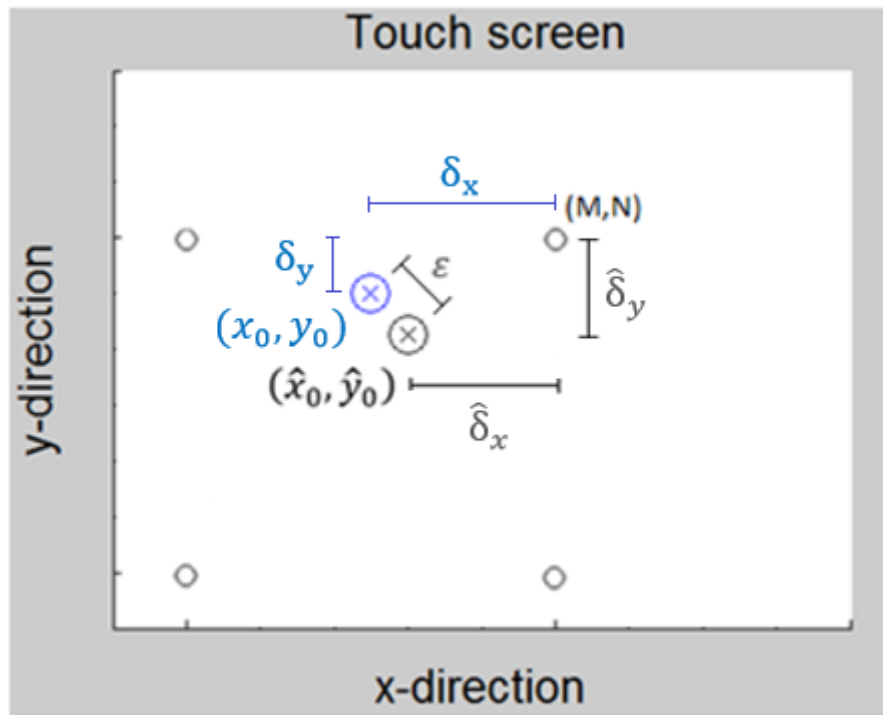 Touch screen
δx
(M,N)
δy
ε
δ̂y
(x0, y0)
(x̂0, ŷ0)
δ̂x
y-direction
x-direction